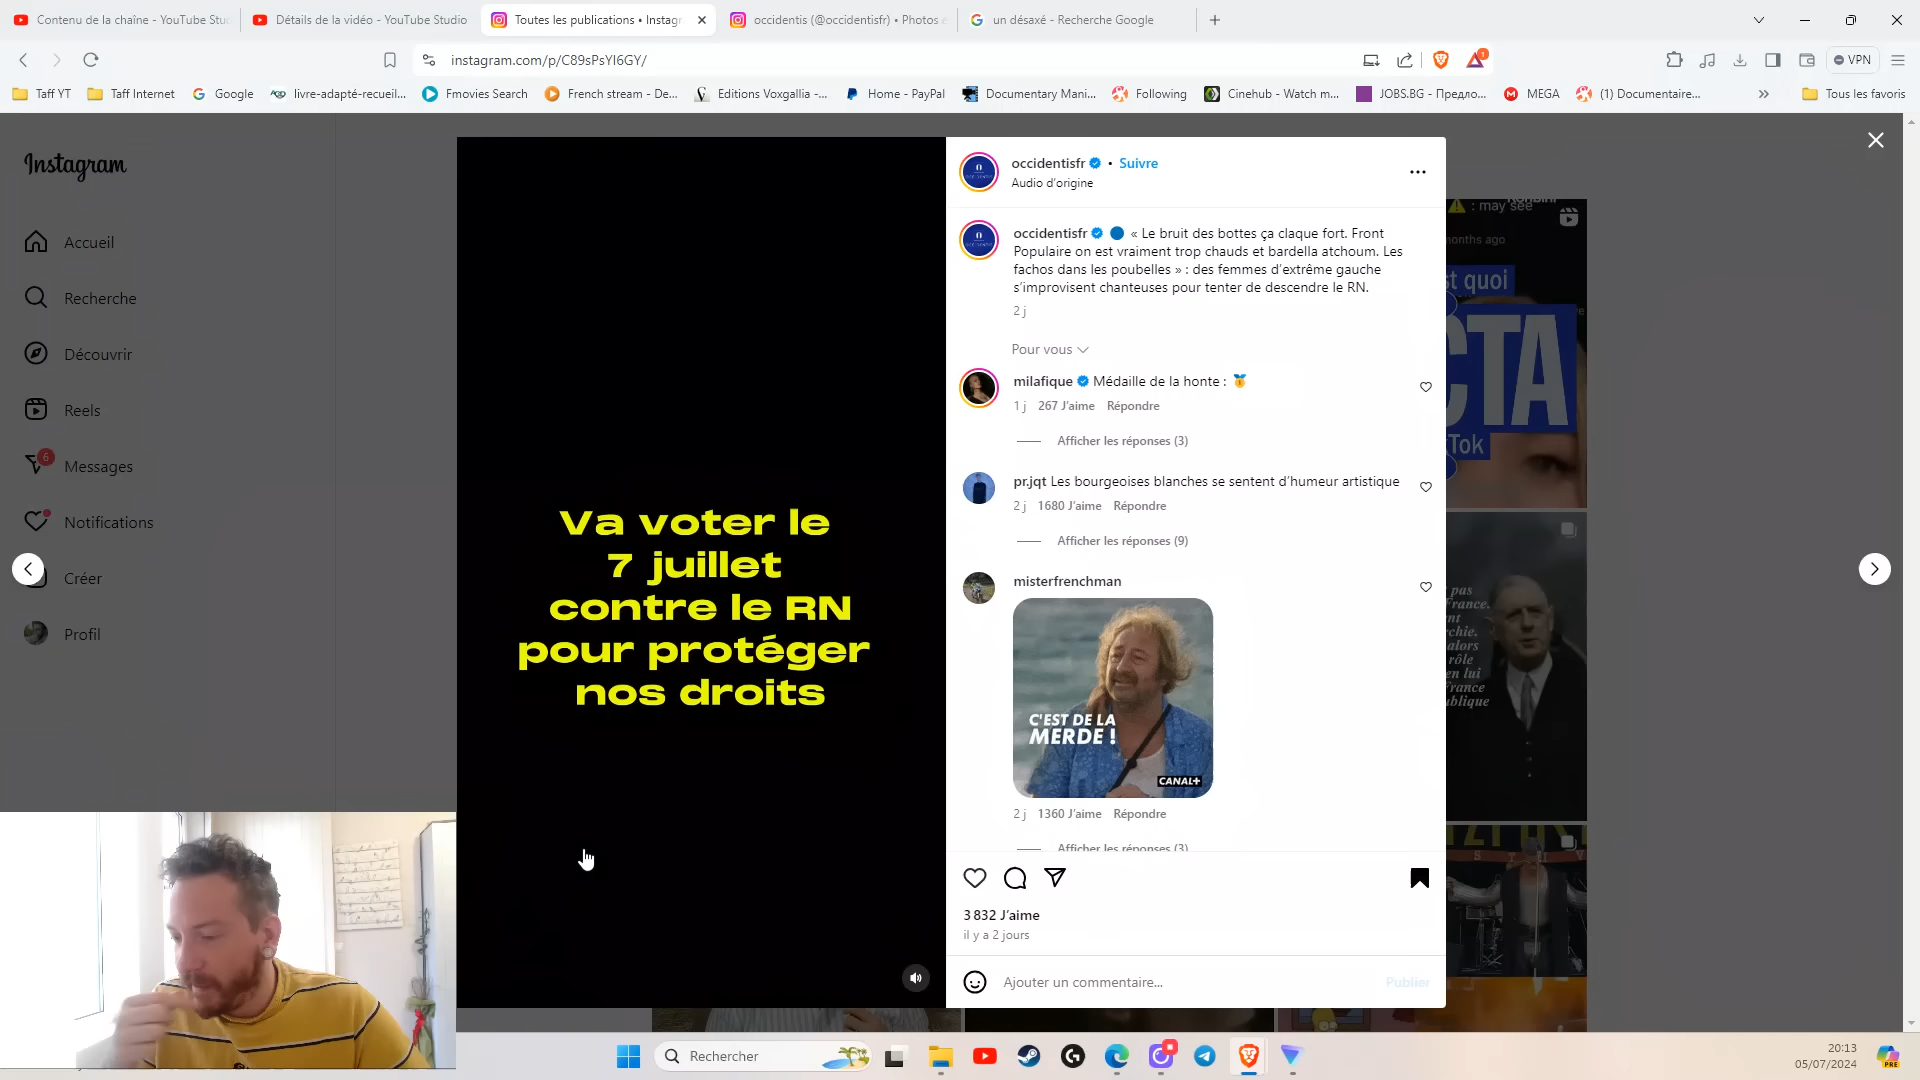 Contenu de la chaîne - YouTube Stu
Détails de la vidéo - YouTube Studio
Toutes les publications • Instagr
occidentis (@occidentisfr) • Photos e
un désaxé - Recherche Google
instagram.com/p/C89sPsYI6GY/
1
VPN
Taff YT
Taff Internet
Google
livre-adapté-recueil...
Fmovies Search
French stream - De...
Editions Voxgallia -...
Home - PayPal
Documentary Mani...
Following
Cinehub - Watch m...
JOBS.BG - Предло...
MEGA
(1) Documentaire...
»
Tous les favoris
Instagram
Accueil
Recherche
Découvrir
Reels
6
Messages
Notifications
Créer
Profil
Va voter le
7 juillet
contre le RN
pour protéger
nos droits
occidentisfr • Suivre
Audio d'origine
occidentisfr « Le bruit des bottes ça claque fort. Front
Populaire on est vraiment trop chauds et bardella atchoum. Les
fachos dans les poubelles » : des femmes d'extrême gauche
s'improvisent chanteuses pour tenter de descendre le RN.
2 j
Pour vous
milafique Médaille de la honte :
1 j 267 J'aime Répondre
Afficher les réponses (3)
pr.jqt Les bourgeoises blanches se sentent d'humeur artistique
2 j 1680 J'aime Répondre
Afficher les réponses (9)
misterfrenchman
C'EST DE LA
MERDE !
CANAL+
2 j 1360 J'aime Répondre
Afficher les réponses (3)
3 832 J'aime
il y a 2 jours
Ajouter un commentaire...
Publier
: may see
months ago
st quoi
CTA
Tok
pas
rance.
nt
rchie.
alors
rôle
en lui
rance
ublique
Rechercher
20:13
05/07/2024
PRE